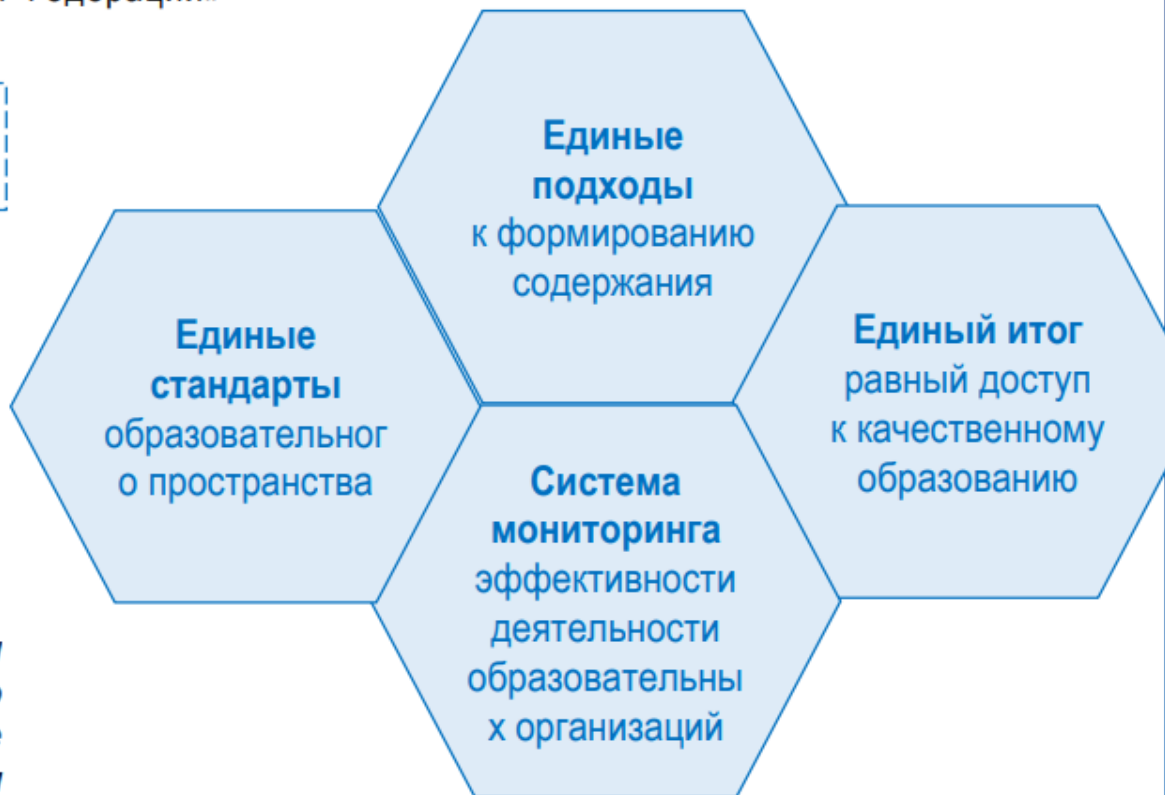 Единые
подходы
к формированию
содержания
Единые
стандарты
образовательног
о пространства
Единый итог
равный доступ
к качественному
образованию
Система
мониторинга
эффективности
деятельности
образовательны
х организаций